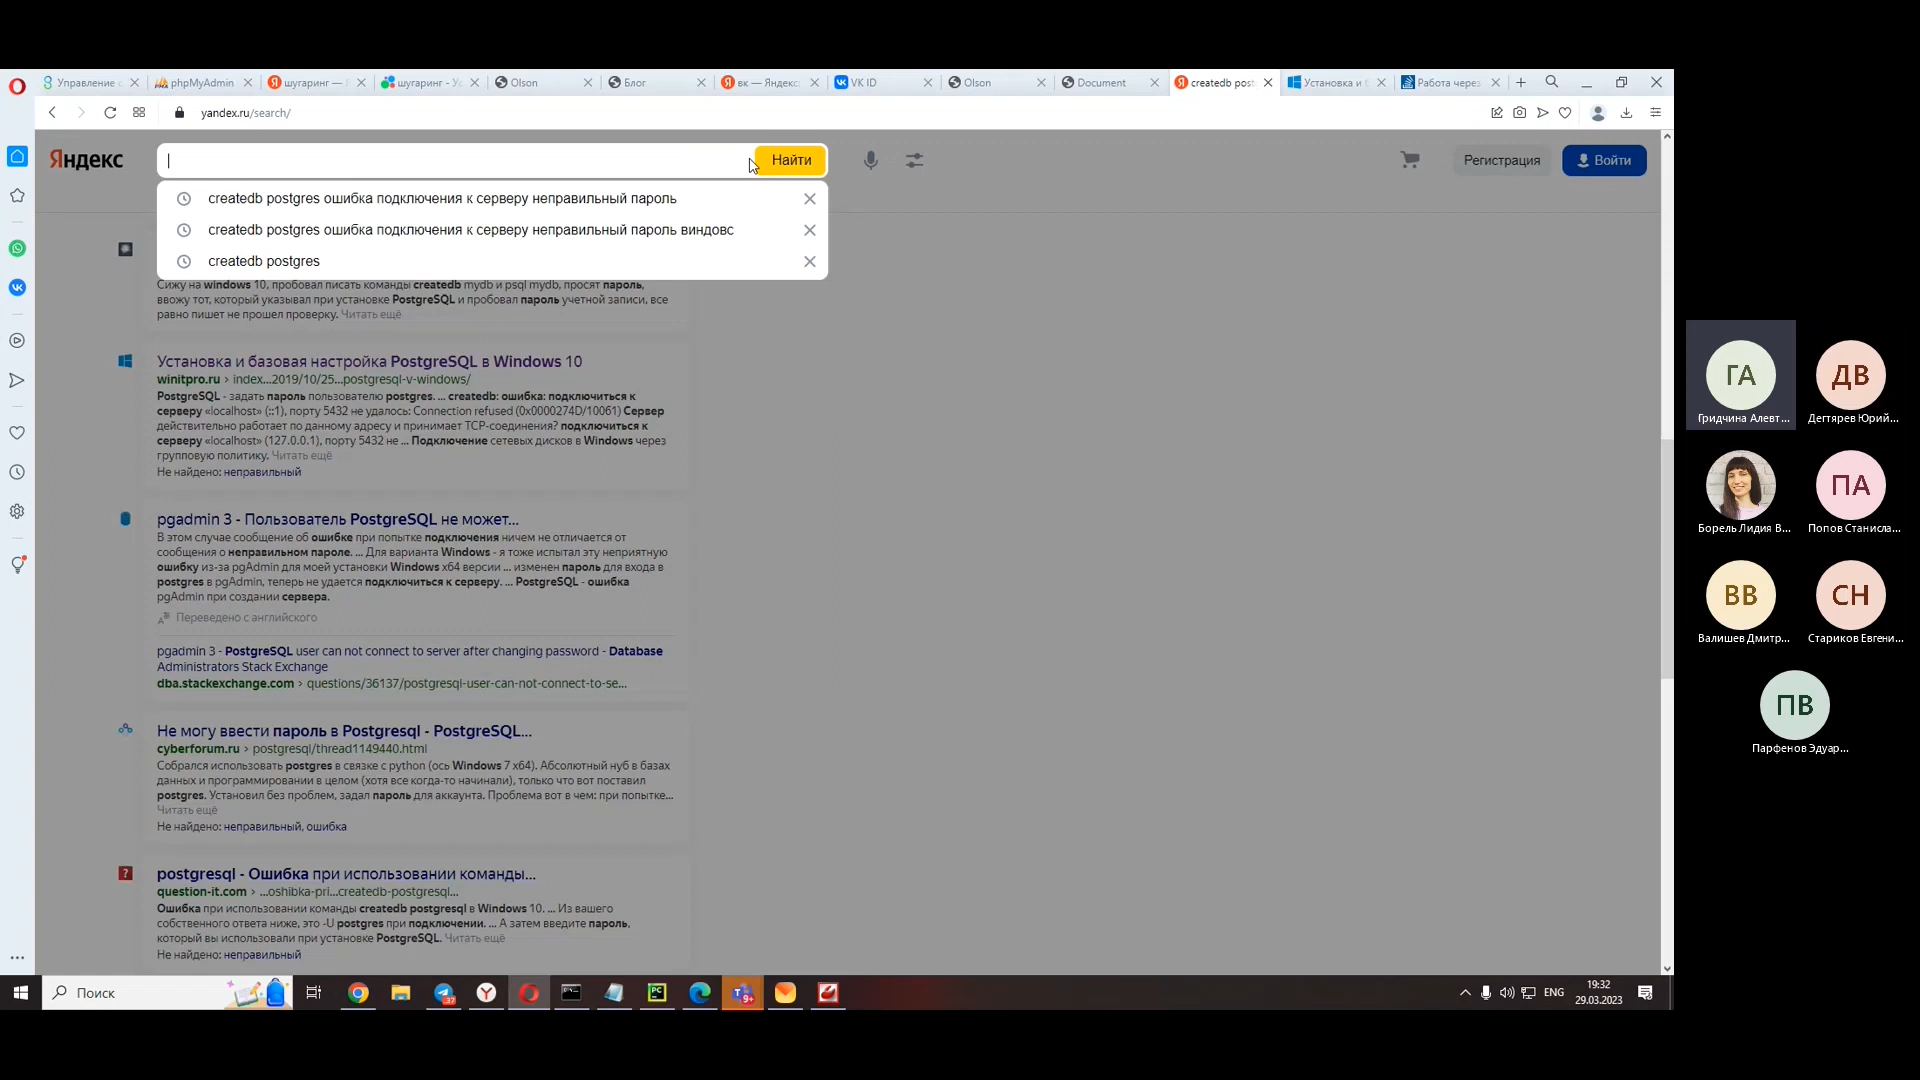 Управление с
phpMyAdmin
шугаринг — Я
шугаринг - Ус
Olson
Блог
вк — Яндекс:
VK ID
Olson
Document
createdb post
Установка и б
Работа через
yandex.ru/search/
Яндекс
Найти
Регистрация
Войти
createdb postgres ошибка подключения к серверу неправильный пароль
createdb postgres ошибка подключения к серверу неправильный пароль виндовс
createdb postgres
Сижу на windows 10, пробовал писать команды createdb mydb и psql mydb, просят пароль,
ввожу тот, который указывал при установке PostgreSQL и пробовал пароль учетной записи, все
равно пишет не прошел проверку. Читать ещё
Установка и базовая настройка PostgreSQL в Windows 10
winitpro.ru › index...2019/10/25...postgresql-v-windows/
PostgreSQL - задать пароль пользователю postgres. ... createdb: ошибка: подключиться к
серверу «localhost» (::1), порту 5432 не удалось: Connection refused (0x0000274D/10061) Сервер
действительно работает по данному адресу и принимает TCP-соединения? подключиться к
серверу «localhost» (127.0.0.1), порту 5432 не ... Подключение сетевых дисков в Windows через
групповую политику. Читать ещё
Не найдено: неправильный
pgadmin 3 - Пользователь PostgreSQL не может...
В этом случае сообщение об ошибке при попытке подключения ничем не отличается от
сообщения о неправильном пароле. ... Для варианта Windows - я тоже испытал эту неприятную
ошибку из-за pgAdmin для моей установки Windows x64 версии ... изменен пароль для входа в
postgres в pgAdmin, теперь не удается подключиться к серверу. ... PostgreSQL - ошибка
pgAdmin при создании сервера.
Переведено с английского
pgadmin 3 - PostgreSQL user can not connect to server after changing password - Database
Administrators Stack Exchange
dba.stackexchange.com › questions/36137/postgresql-user-can-not-connect-to-se...
Не могу ввести пароль в Postgresql - PostgreSQL...
cyberforum.ru › postgresql/thread1149440.html
Собрался использовать postgres в связке с python (ось Windows 7 x64). Абсолютный нуб в базах
данных и программировании в целом (хотя все когда-то начинали), только что вот поставил
postgres. Установил без проблем, задал пароль для аккаунта. Проблема вот в чем: при попытке...
Читать ещё
Не найдено: неправильный, ошибка
postgresql - Ошибка при использовании команды...
question-it.com › ...oshibka-pri...createdb-postgresql...
Ошибка при использовании команды createdb postgresql в Windows 10. ... Из вашего
собственного ответа ниже, это -U postgres при подключении. ... А затем введите пароль,
который вы использовали при установке PostgreSQL. Читать ещё
Не найдено: неправильный
ГА
Гридчина Алевт...
ДВ
Дегтярев Юрий...
Борель Лидия В...
ПА
Попов Станисла...
ВВ
Валишев Дмитр...
СН
Стариков Евгени...
ПВ
Парфенов Эдуар...
Поиск
37
PC
9+
ENG
19:32
29.03.2023